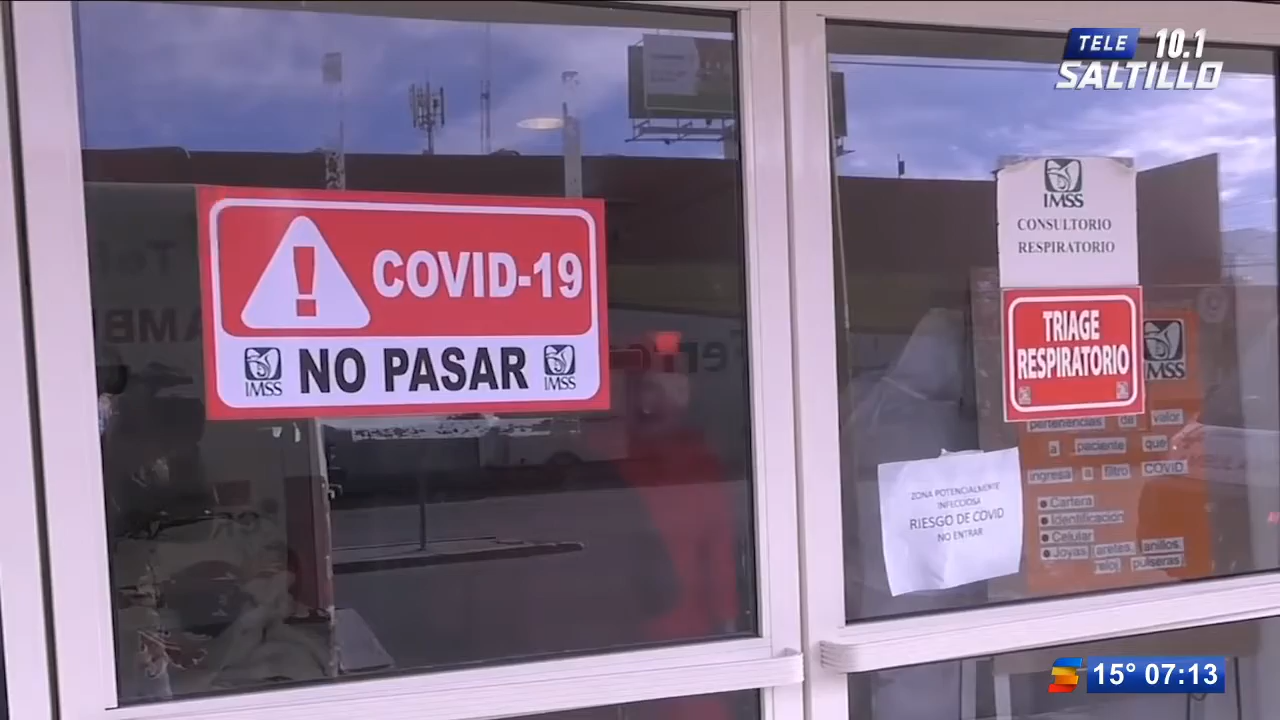 TELE 10.1
SALTILLO
COVID-19
IMSS NO PASAR IMSS
IMSS
CONSULTORIO
RESPIRATORIO
TRIAGE
RESPIRATORIO
IMSS
pertenencias de valor
a paciente que
ingresa a filtro COVID
Cartera
Identificación
Celular
Joyas (aretes, anillos,
reloj pulseras)
ZONA POTENCIALMENTE
INFECCIOSA
RIESGO DE COVID
NO ENTRAR
15° 07:13